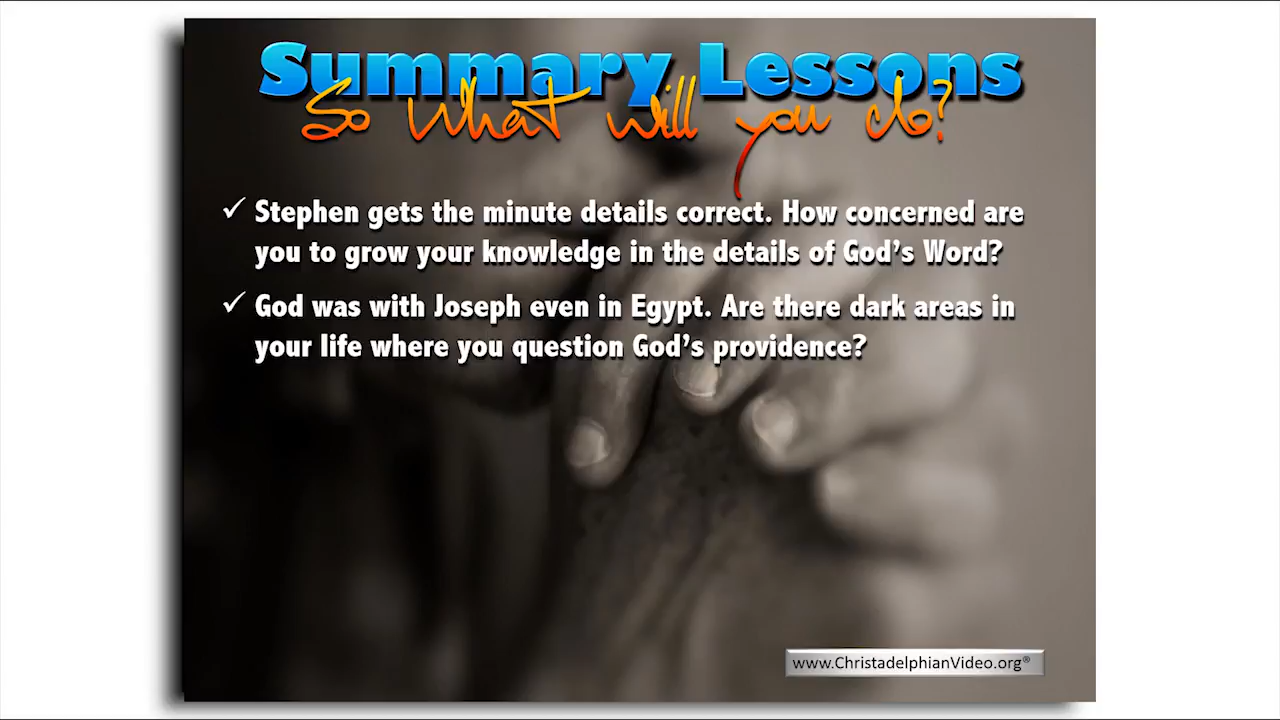 Summary Lessons
So What will you do?
✓ Stephen gets the minute details correct. How concerned are
you to grow your knowledge in the details of God’s Word?
✓ God was with Joseph even in Egypt. Are there dark areas in
your life where you question God’s providence?
www.ChristadelphianVideo.org®